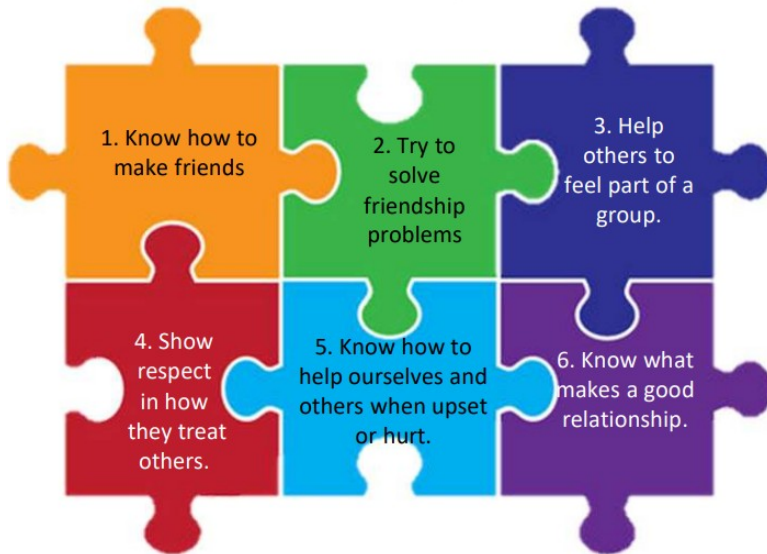 1. Know how to
make friends
2. Try to
solve
friendship
problems
3. Help
others to
feel part of a
group.
4. Show
respect
in how
they treat
others.
5. Know how to
help ourselves and
others when upset
or hurt.
6. Know what
makes a good
relationship.